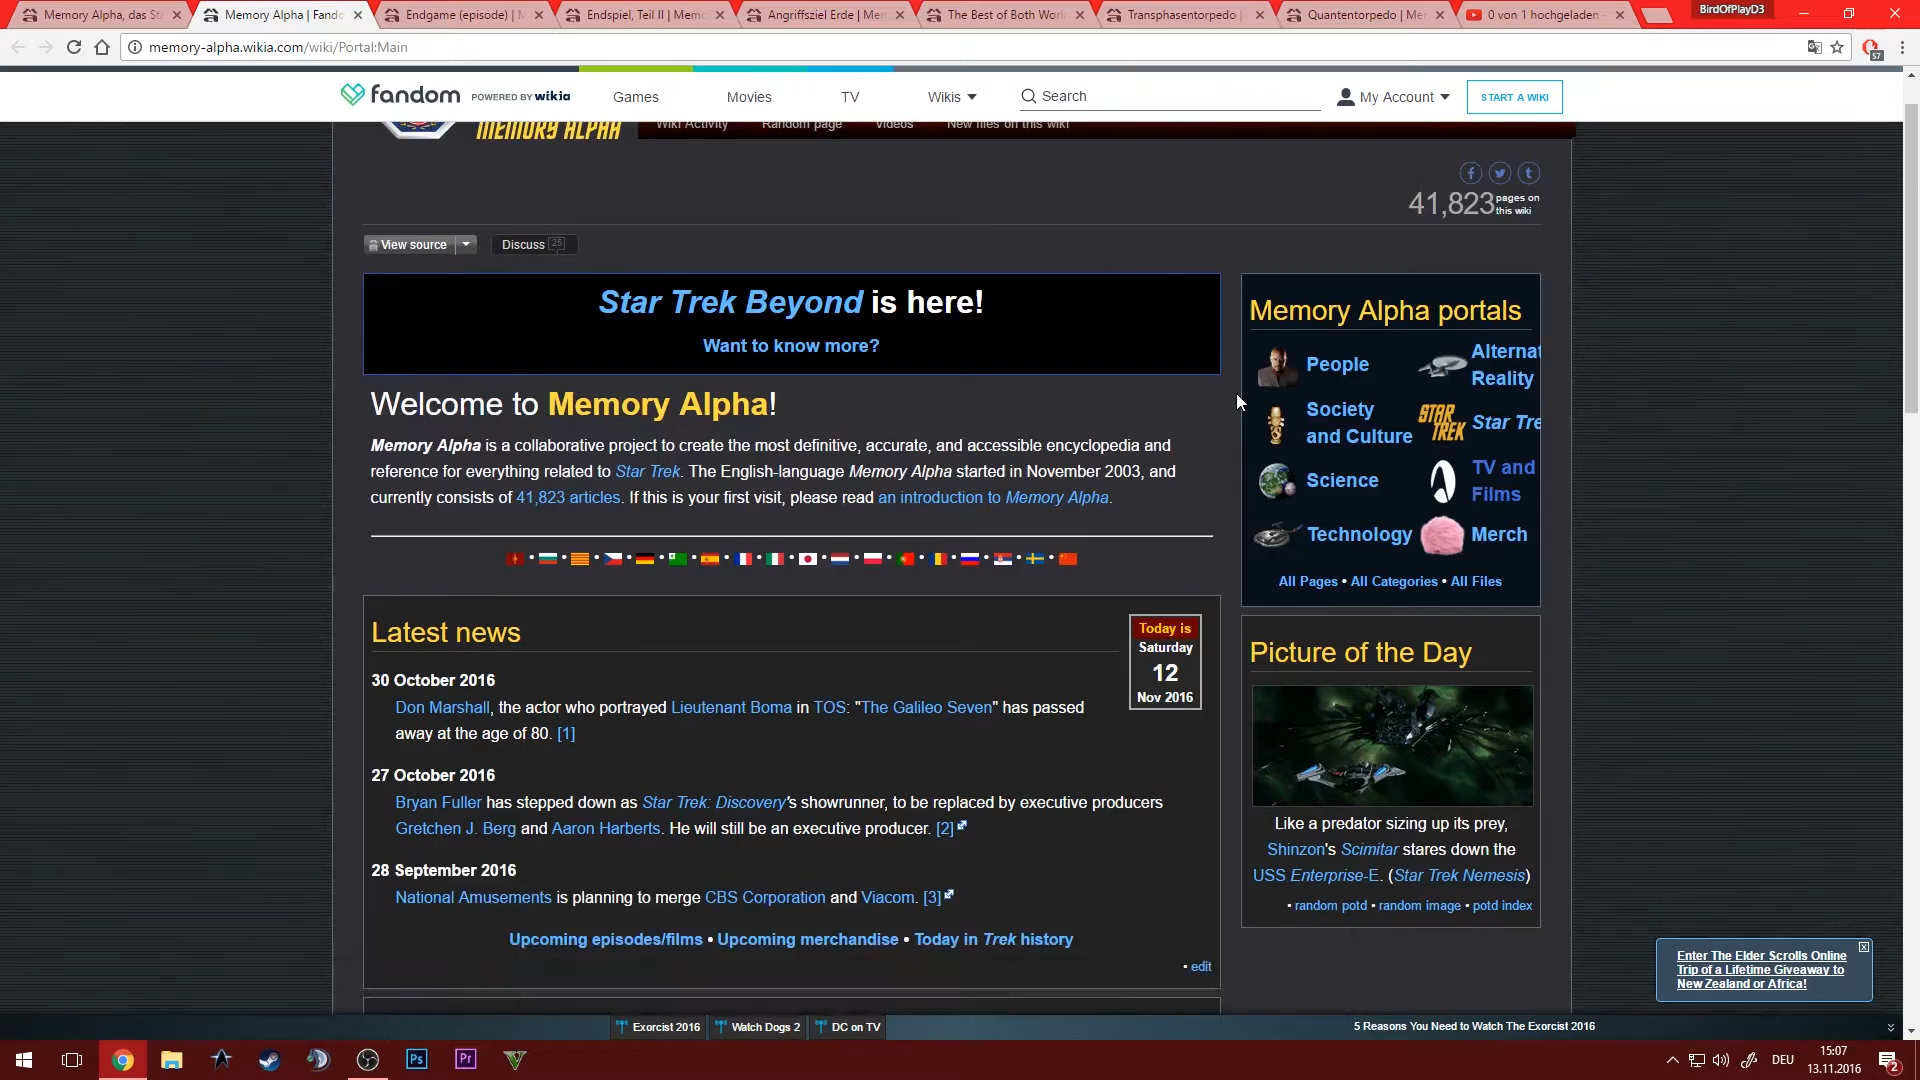 Memory Alpha, das St
Memory Alpha | Fando
Endgame (episode) | M
Endspiel, Teil II | Mem
Angriffsziel Erde | Mem
The Best of Both Worl
Transphasentorpedo |
Quantentorpedo | Me
0 von 1 hochgeladen -
BirdOfPlayD3
memory-alpha.wikia.com/wiki/Portal:Main
57
fandom POWERED BY wikia
Games
Movies
TV
Wikis
Search
My Account
START A WIKI
MEMORY ALPHA
Wiki Activity
Random page
Videos
New files on this wiki
41,823 pages on
this wiki
View source
Discuss 25
Star Trek Beyond is here!
Want to know more?
Welcome to Memory Alpha!
Memory Alpha is a collaborative project to create the most definitive, accurate, and accessible encyclopedia and
reference for everything related to Star Trek. The English-language Memory Alpha started in November 2003, and
currently consists of 41,823 articles. If this is your first visit, please read an introduction to Memory Alpha.
Latest news
Today is
Saturday
12
Nov 2016
30 October 2016
Don Marshall, the actor who portrayed Lieutenant Boma in TOS: "The Galileo Seven" has passed
away at the age of 80. [1]
27 October 2016
Bryan Fuller has stepped down as Star Trek: Discovery's showrunner, to be replaced by executive producers
Gretchen J. Berg and Aaron Harberts. He will still be an executive producer. [2]
28 September 2016
National Amusements is planning to merge CBS Corporation and Viacom. [3]
Upcoming episodes/films • Upcoming merchandise • Today in Trek history
• edit
Memory Alpha portals
People
Alternat
Reality
Society
and Culture
STAR
TREK
Star Tre
Science
TV and
Films
Technology
Merch
All Pages • All Categories • All Files
Picture of the Day
Like a predator sizing up its prey,
Shinzon's Scimitar stares down the
USS Enterprise-E. (Star Trek Nemesis)
• random potd • random image • potd index
Enter The Elder Scrolls Online
Trip of a Lifetime Giveaway to
New Zealand or Africa!
Exorcist 2016
Watch Dogs 2
DC on TV
5 Reasons You Need to Watch The Exorcist 2016
Ps
Pr
DEU
15:07
13.11.2016
2